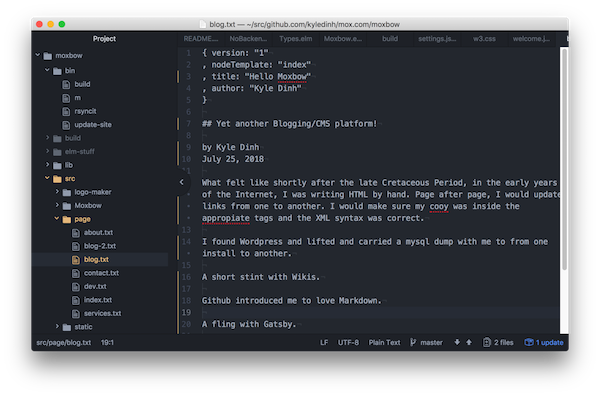 blog.txt — ~/src/github.com/kyledinh/mox.com/moxbow
Project
README....
NoBacken...
Types.elm
Moxbow.e...
build
settings.js...
w3.css
welcome.j...
moxbow
bin
build
m
rsyncit
update-site
build
elm-stuff
lib
src
logo-maker
Moxbow
page
about.txt
blog-2.txt
blog.txt
contact.txt
dev.txt
index.txt
services.txt
static
1 { version: "1"
2 , nodeTemplate: "index"
3 , title: "Hello Moxbow"
4 , author: "Kyle Dinh"
5 }
6
7 ## Yet another Blogging/CMS platform!
8
9 by Kyle Dinh
10 July 25, 2018
11
12 What felt like shortly after the late Cretaceous Period, in the early years
of the Internet, I was writing HTML by hand. Page after page, I would update
links from one to another. I would make sure my cooy was inside the
appropiate tags and the XML syntax was correct.
13
14 I found Wordpress and lifted and carried a mysql dump with me to from one
install to another.
15
16 A short stint with Wikis.
17
18 Github introduced me to love Markdown.
19
20 A fling with Gatsby.
src/page/blog.txt 19:1 LF UTF-8 Plain Text master 2 files 1 update